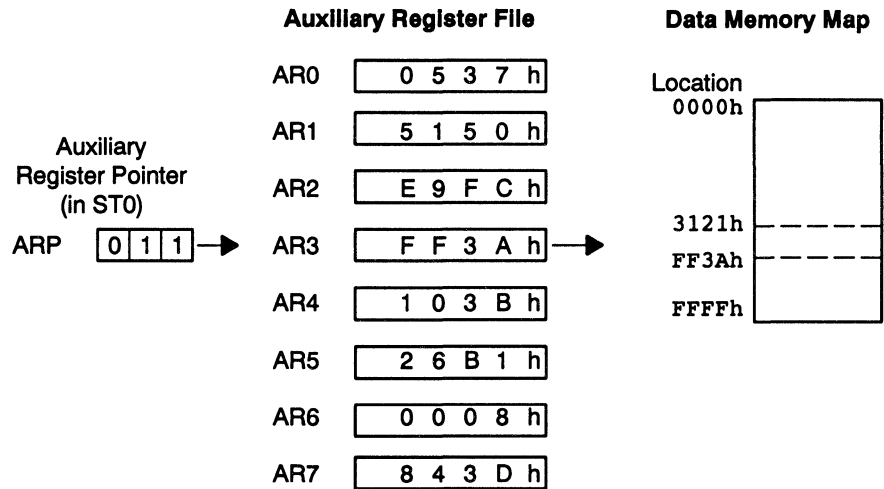 Auxiliary Register File
Data Memory Map
Location
0000h
3121h
FF3Ah
FFFFh
Auxiliary
Register Pointer
(in ST0)
ARP 0 1 1
AR0 0 5 3 7 h
AR1 5 1 5 0 h
AR2 E 9 F C h
AR3 F F 3 A h
AR4 1 0 3 B h
AR5 2 6 B 1 h
AR6 0 0 0 8 h
AR7 8 4 3 D h